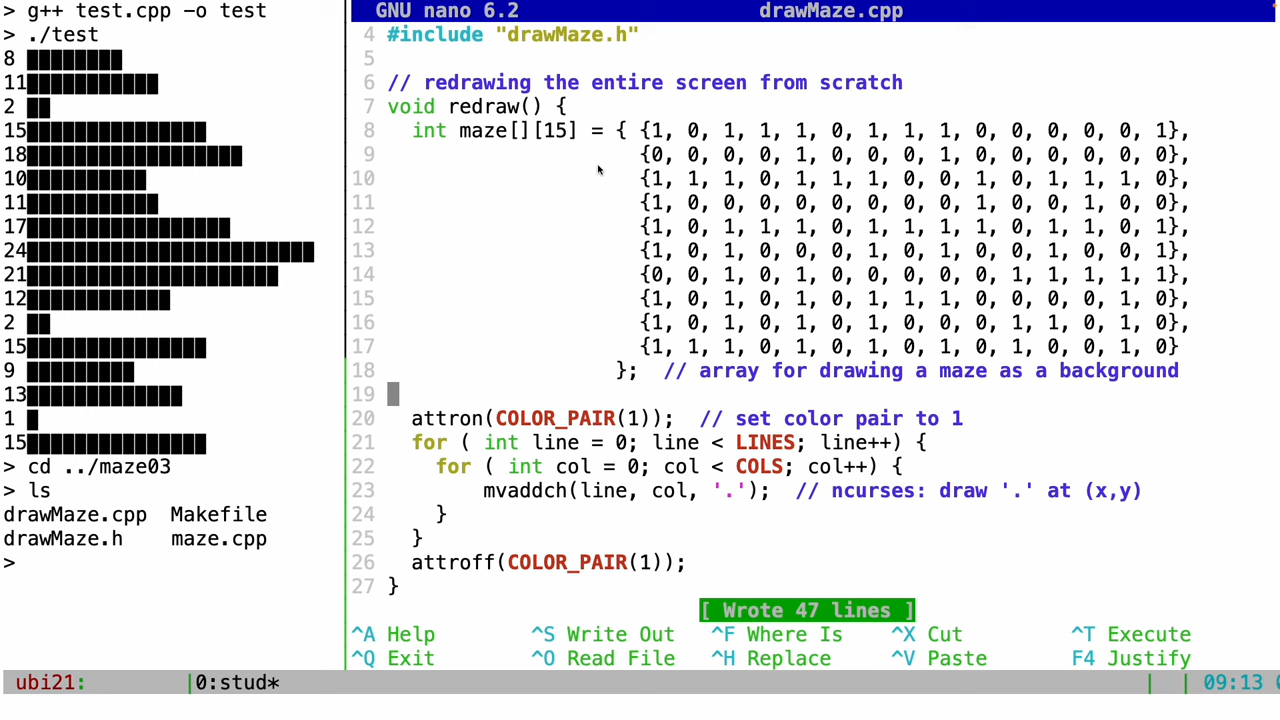 > g++ test.cpp -o test
> ./test
8
11
2
15
18
10
11
17
24
21
12
2
15
9
13
1
15
> cd ../maze03
> ls
drawMaze.cpp  Makefile
drawMaze.h    maze.cpp
>
GNU nano 6.2                    drawMaze.cpp
4 #include "drawMaze.h"
5
6 // redrawing the entire screen from scratch
7 void redraw() {
8   int maze[][15] = { {1, 0, 1, 1, 1, 0, 1, 1, 1, 0, 0, 0, 0, 0, 1},
9                      {0, 0, 0, 0, 1, 0, 0, 0, 1, 0, 0, 0, 0, 0, 0},
10                     {1, 1, 1, 0, 1, 1, 1, 0, 0, 1, 0, 1, 1, 1, 0},
11                     {1, 0, 0, 0, 0, 0, 0, 0, 0, 1, 0, 0, 1, 0, 0},
12                     {1, 0, 1, 1, 1, 0, 1, 1, 1, 1, 0, 1, 1, 0, 1},
13                     {1, 0, 1, 0, 0, 0, 1, 0, 1, 0, 0, 1, 0, 0, 1},
14                     {0, 0, 1, 0, 1, 0, 0, 0, 0, 0, 1, 1, 1, 1, 1},
15                     {1, 0, 1, 0, 1, 0, 1, 1, 1, 0, 0, 0, 0, 1, 0},
16                     {1, 0, 1, 0, 1, 0, 1, 0, 0, 0, 1, 1, 0, 1, 0},
17                     {1, 1, 1, 0, 1, 0, 1, 0, 1, 0, 1, 0, 0, 1, 0}
18                   };  // array for drawing a maze as a background
19
20  attron(COLOR_PAIR(1));  // set color pair to 1
21  for ( int line = 0; line < LINES; line++) {
22    for ( int col = 0; col < COLS; col++) {
23        mvaddch(line, col, '.');  // ncurses: draw '.' at (x,y)
24    }
25  }
26  attroff(COLOR_PAIR(1));
27 }
[ Wrote 47 lines ]
^A Help        ^S Write Out   ^F Where Is    ^X Cut         ^T Execute
^Q Exit        ^O Read File   ^H Replace     ^V Paste       F4 Justify
ubi21:         |0:stud*                                    |  | 09:13